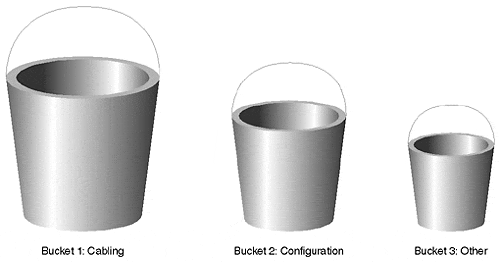 Bucket 1: Cabling
Bucket 2: Configuration
Bucket 3: Other